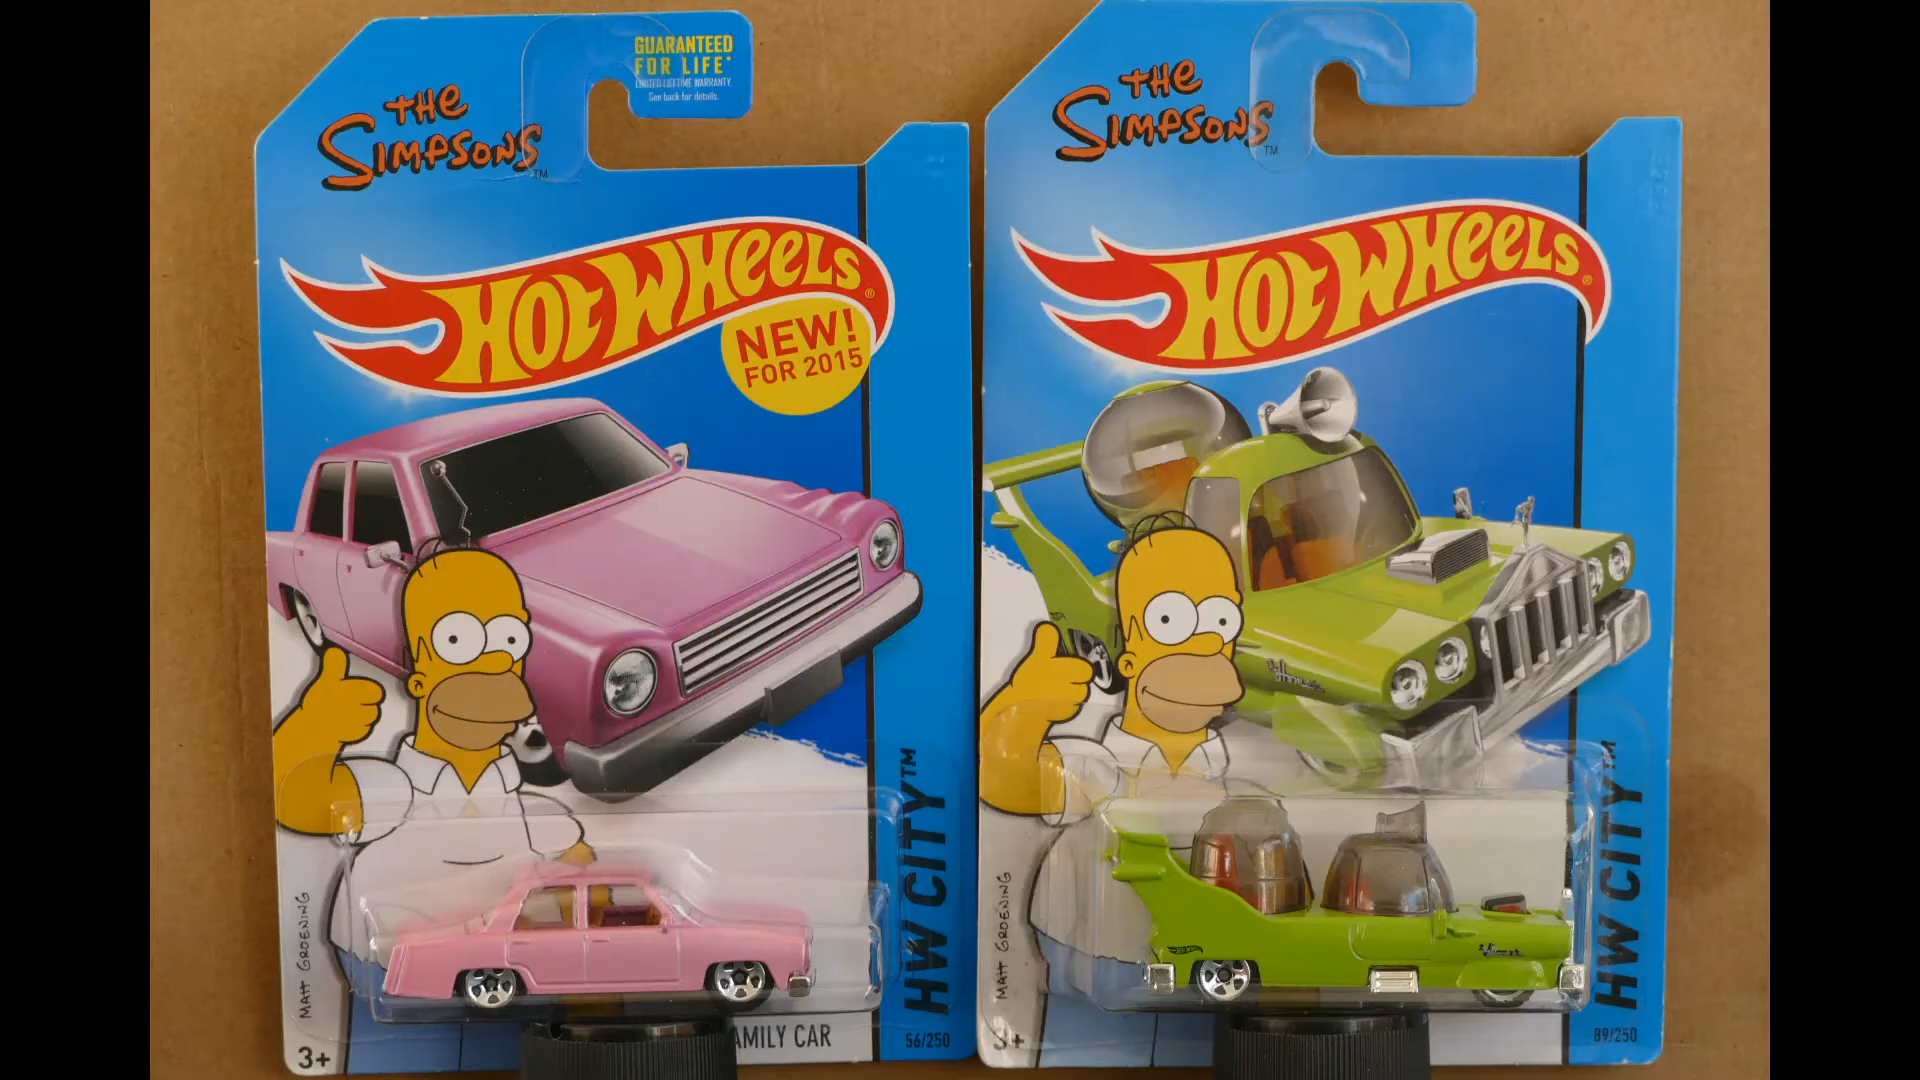 GUARANTEED
FOR LIFE*
LIMITED LIFETIME WARRANTY.
See back for details.
THE
SIMPSONS
TM
HOT WHEELS®
NEW!
FOR 2015
MATT GROENING
3+
AMILY CAR
HW CITY™
56/250
THE
SIMPSONS
TM
HOT WHEELS®
MATT GROENING
3+
HW CITY™
89/250